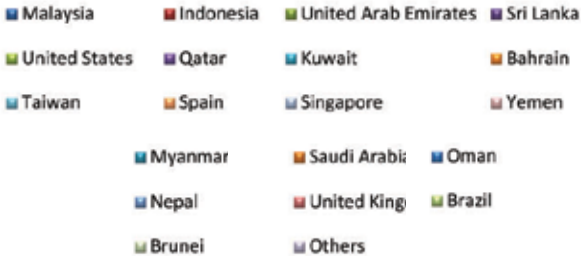 Malaysia Indonesia United Arab Emirates Sri Lanka
United States Qatar Kuwait Bahrain
Taiwan Spain Singapore Yemen
Myanmar Saudi Arabia Oman
Nepal United King Brazil
Brunei Others